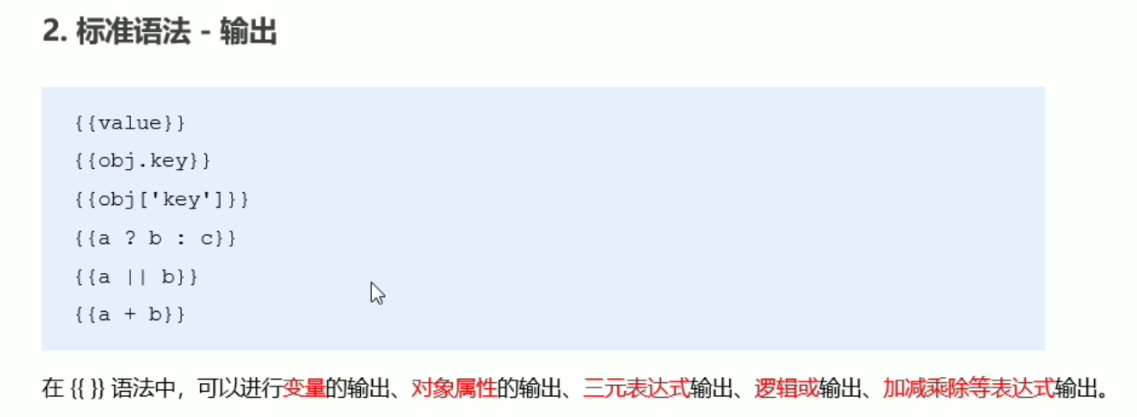 2. 标准语法 - 输出
{{value}}
{{obj.key}}
{{obj['key']}}
{{a ? b : c}}
{{a || b}}
{{a + b}}
在 {{ }} 语法中，可以进行变量的输出、对象属性的输出、三元表达式输出、逻辑或输出、加减乘除等表达式输出。